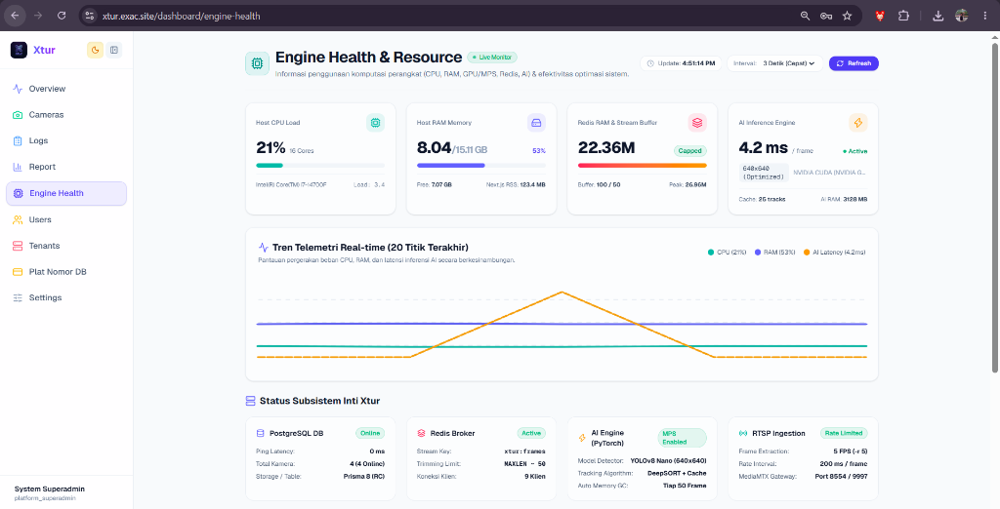 xtur.exac.site/dashboard/engine-health
Xtur
Overview
Cameras
Logs
Report
Engine Health
Users
Tenants
Plat Nomor DB
Settings
System Superadmin
platform_superadmin
Engine Health & Resource
Live Monitor
Informasi penggunaan komputasi perangkat (CPU, RAM, GPU/MPS, Redis, AI) & efektivitas optimasi sistem.
Update: 4:51:14 PM
Interval: 3 Detik (Cepat)
Refresh
Host CPU Load
21% 16 Cores
Intel(R) Core(TM) i7-14700F Load: 3.4
Host RAM Memory
8.04/15.11 GB 53%
Free: 7.07 GB Next.js RSS: 123.4 MB
Redis RAM & Stream Buffer
22.36M Capped
Buffer: 100 / 50 Peak: 26.96M
AI Inference Engine
4.2 ms / frame Active
640x640 (Optimized) NVIDIA CUDA (NVIDIA G...
Cache: 25 tracks AI RAM: 3128 MB
Tren Telemetri Real-time (20 Titik Terakhir)
Pantauan pergerakan beban CPU, RAM, dan latensi inferensi AI secara berkesinambungan.
CPU (21%) RAM (53%) AI Latency (4.2ms)
Status Subsistem Inti Xtur
PostgreSQL DB Online
Ping Latency: 0 ms
Total Kamera: 4 (4 Online)
Storage / Table: Prisma 8 (RC)
Redis Broker Active
Stream Key: xtur:frames
Trimming Limit: MAXLEN ~ 50
Koneksi Klien: 9 Klien
AI Engine (PyTorch) MPS Enabled
Model Detector: YOLOv8 Nano (640x640)
Tracking Algorithm: DeepSORT + Cache
Auto Memory GC: Tiap 50 Frame
RTSP Ingestion Rate Limited
Frame Extraction: 5 FPS (-r 5)
Rate Interval: 200 ms / frame
MediaMTX Gateway: Port 8554 / 9997